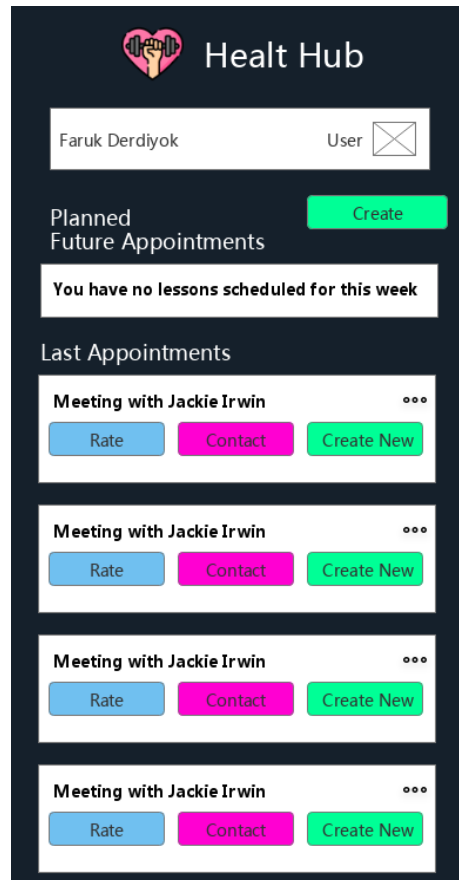 Healt Hub
Faruk Derdiyok User
Planned Create
Future Appointments
You have no lessons scheduled for this week
Last Appointments
Meeting with Jackie Irwin
Rate Contact Create New
Meeting with Jackie Irwin
Rate Contact Create New
Meeting with Jackie Irwin
Rate Contact Create New
Meeting with Jackie Irwin
Rate Contact Create New